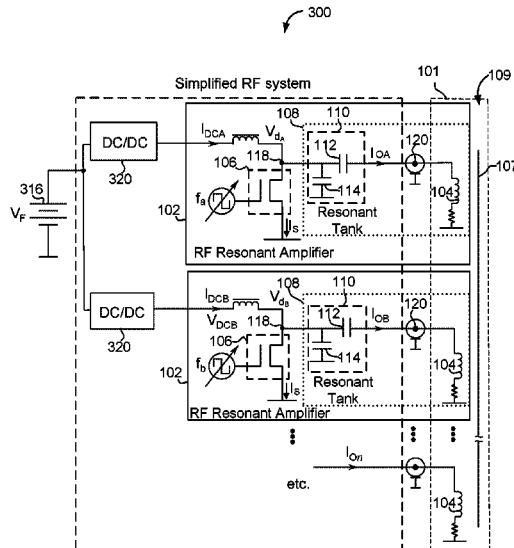 300
Simplified RF system
101
109
108
110
DC/DC
I_DCA
V_dA
118
112
I_OA
120
107
106
320
316
V_F
f_a
114
104
Resonant
Tank
I_S
102
RF Resonant Amplifier
108
110
V_dB
DC/DC
I_DCB
V_DCB
118
112
I_OB
120
106
320
f_b
114
Resonant
Tank
I_S
104
102
RF Resonant Amplifier
I_On
etc.
104